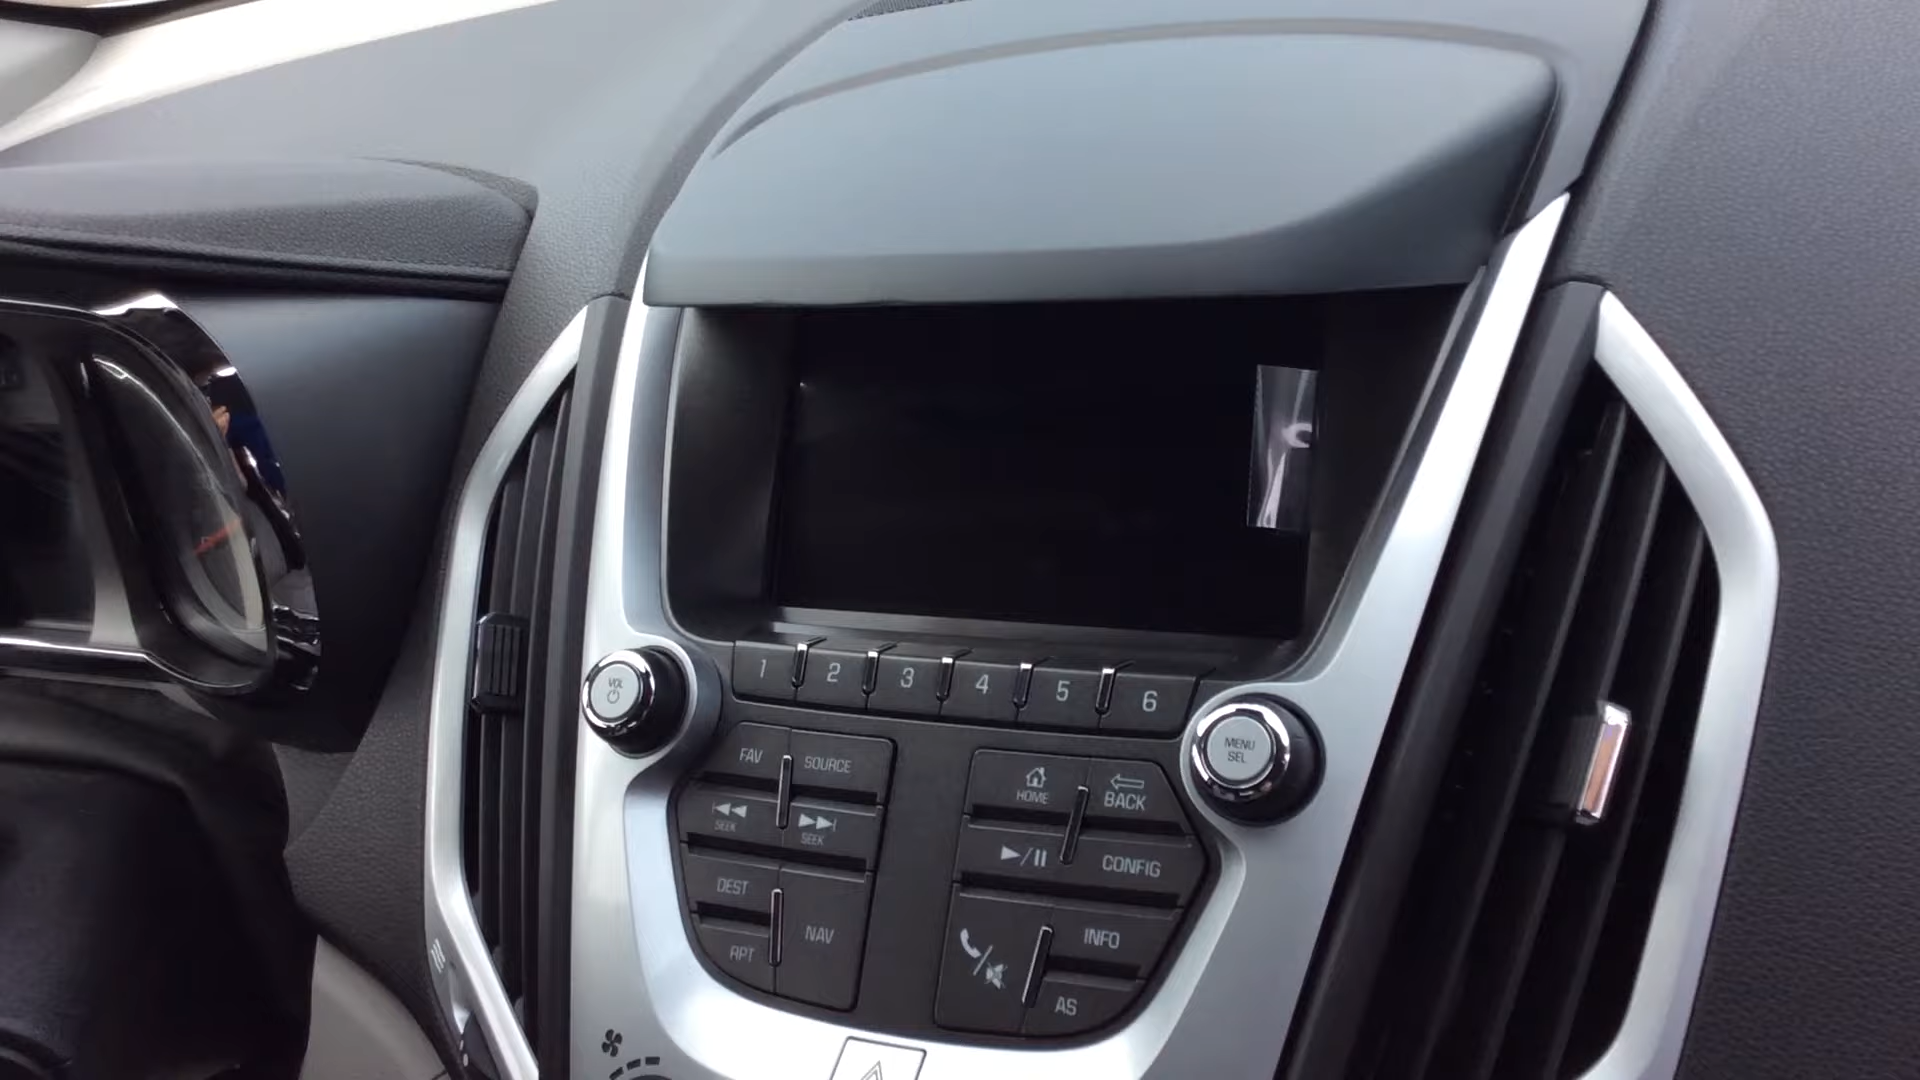 1 2 3 4 5 6
VOL
MENU
SEL
FAV SOURCE
SEEK SEEK
DEST
NAV
RPT
HOME BACK
CONFIG
INFO
AS